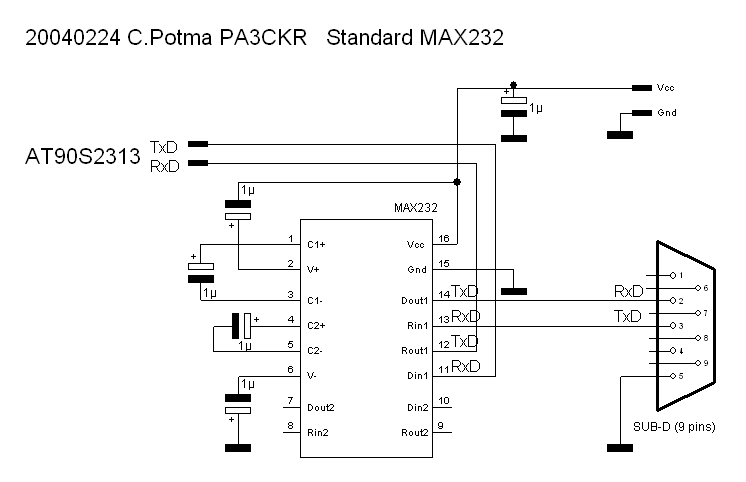 20040224 C.Potma PA3CKR Standard MAX232
+ 1µ Vcc
Gnd
AT90S2313 TxD
RxD
1µ
+
MAX232
1 C1+ Vcc 16
2 V+ Gnd 15
+
1µ
3 C1- Dout1 14 TxD RxD
4 C2+ Rin1 13 RxD TxD
+
1µ
5 C2- Rout1 12 TxD
6 V- Din1 11 RxD
1µ
+
7 Dout2 Din2 10
8 Rin2 Rout2 9
1
6
2
7
3
8
4
9
5
SUB-D (9 pins)